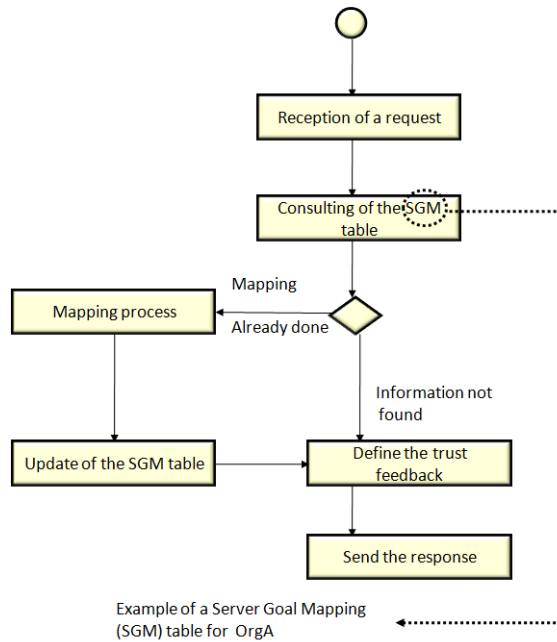 Reception of a request
Consulting of the SGM
table
Mapping
Already done
Mapping process
Information not
found
Update of the SGM table
Define the trust
feedback
Send the response
Example of a Server Goal Mapping
(SGM) table for OrgA